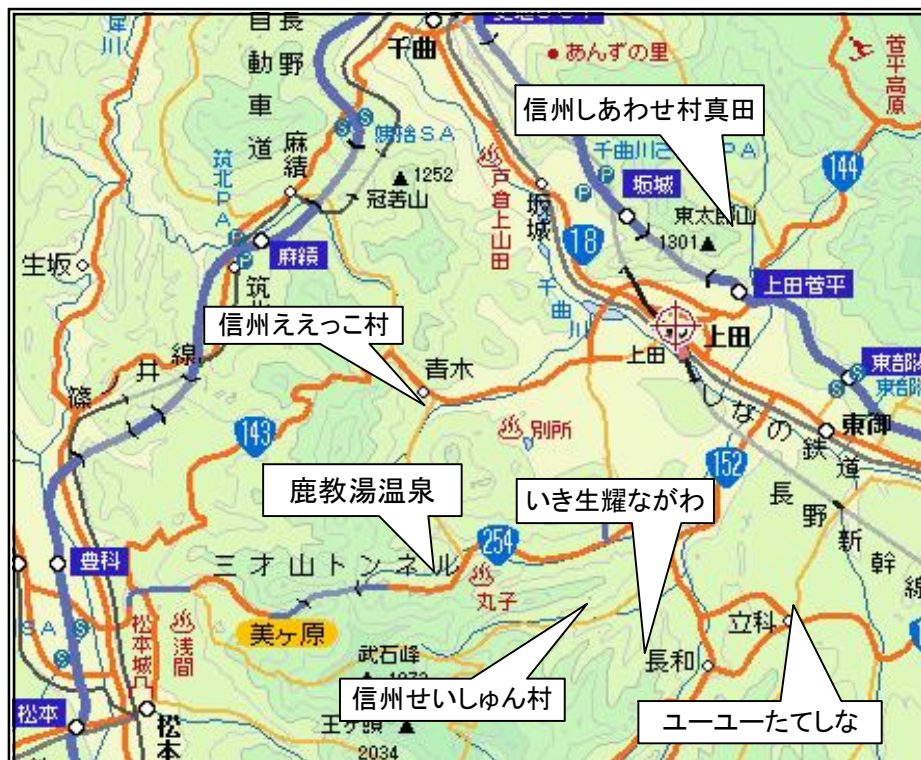 犀川
長野自動車道
千曲
あんずの里
菅平高原
信州しあわせ村真田
姨捨SA
麻績
筑北PA
1252
冠着山
戸倉上山田
坂城
坂城
144
東太郎山
1301
18
生坂
麻績
上田菅平
千曲川
信州ええっこ村
上田
上田
青木
篠ノ井線
143
別所
しなの鉄道
東御
152
鹿教湯温泉
いき生耀ながわ
長野新幹線
254
三才山トンネル
豊科
丸子
松本城
浅間
美ヶ原
立科
武石峰
長和
信州せいしゅん村
ユーユーたてしな
松本
松本
王ヶ頭
2034